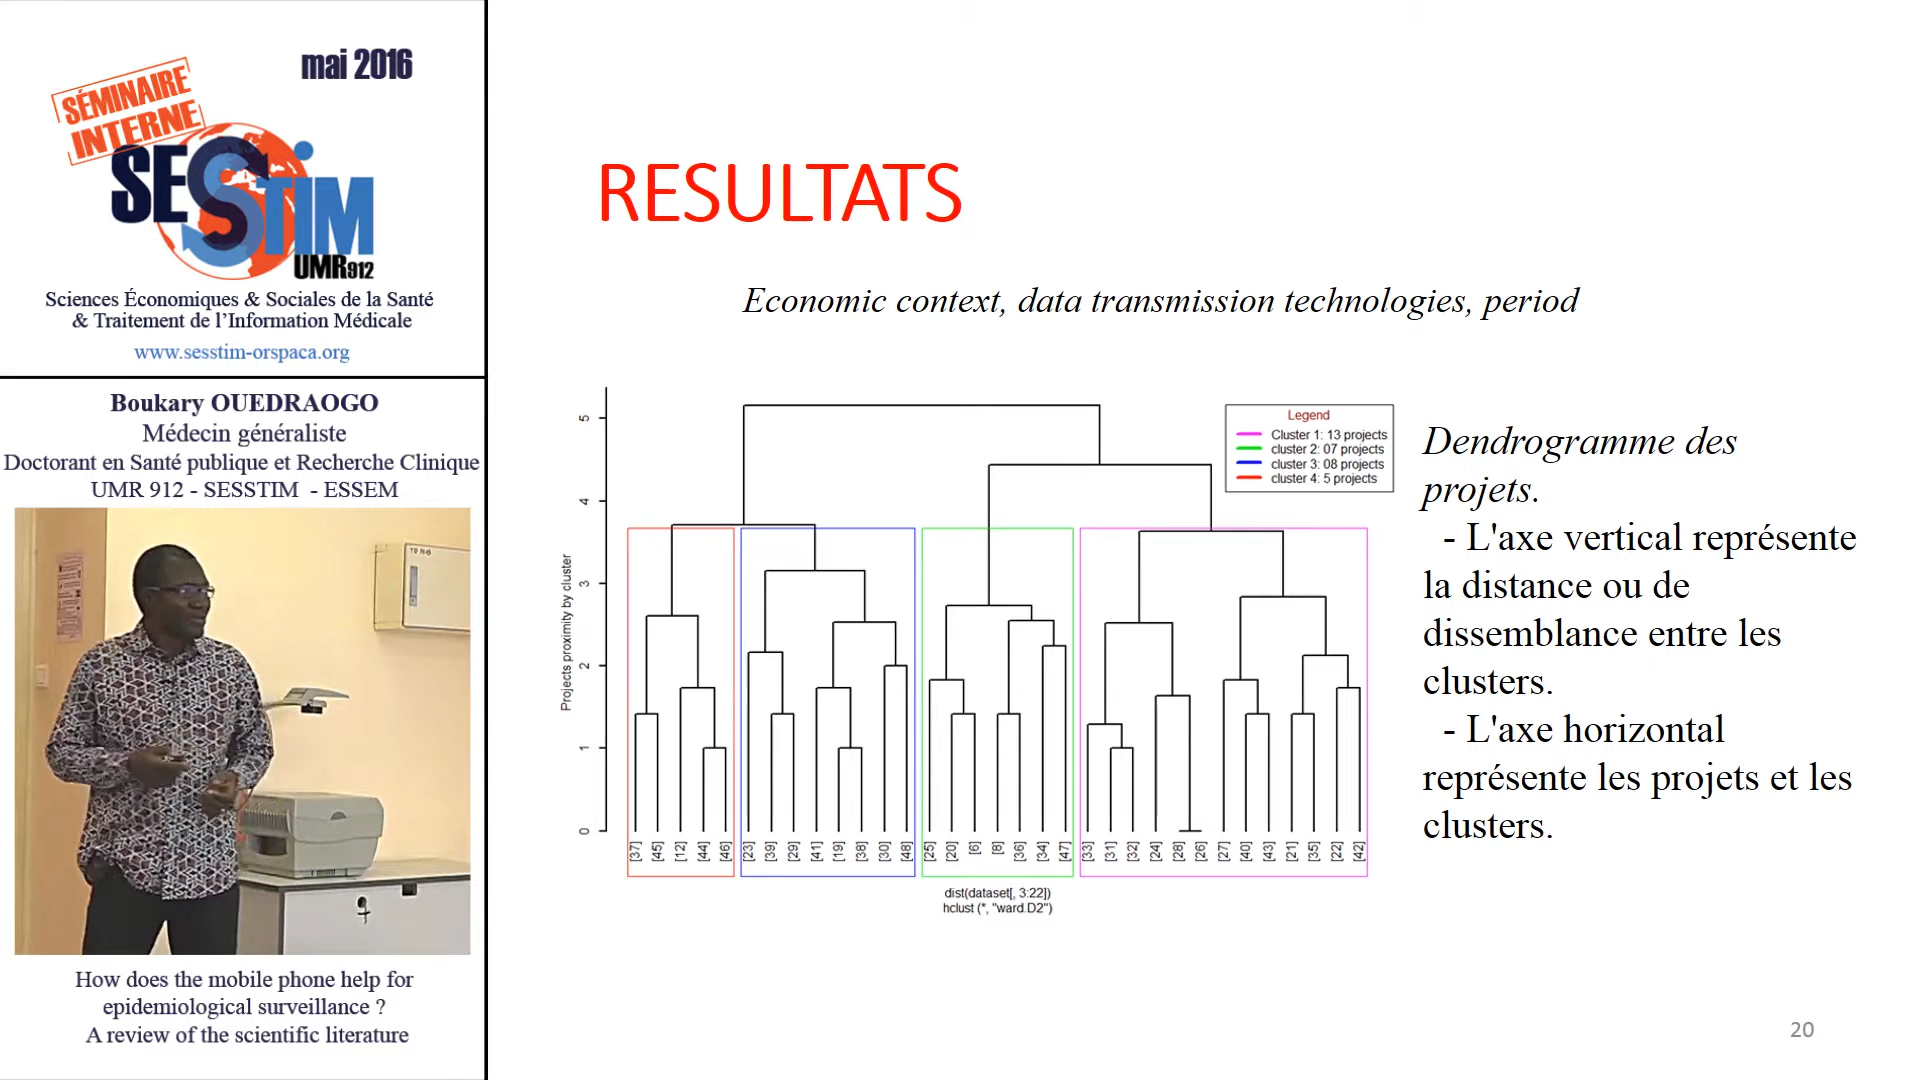 mai 2016
SÉMINAIRE
INTERNE
SESSTIM
UMR912
Sciences Économiques & Sociales de la Santé
& Traitement de l'Information Médicale
www.sesstim-orspaca.org
Boukary OUEDRAOGO
Médecin généraliste
Doctorant en Santé publique et Recherche Clinique
UMR 912 - SESSTIM - ESSEM
How does the mobile phone help for
epidemiological surveillance ?
A review of the scientific literature
RESULTATS
Economic context, data transmission technologies, period
Projects proximity by cluster
5
4
3
2
1
0
Legend
Cluster 1: 13 projects
cluster 2: 07 projects
cluster 3: 08 projects
cluster 4: 5 projects
[37] [45] [12] [44] [46] [23] [39] [29] [41] [19] [38] [30] [48] [25] [20] [6] [8] [36] [34] [47] [33] [31] [32] [24] [28] [26] [27] [40] [43] [21] [35] [22] [42]
dist(dataset[, 3:22])
hclust (*, "ward.D2")
Dendrogramme des
projets.
- L'axe vertical représente
la distance ou de
dissemblance entre les
clusters.
- L'axe horizontal
représente les projets et les
clusters.
20